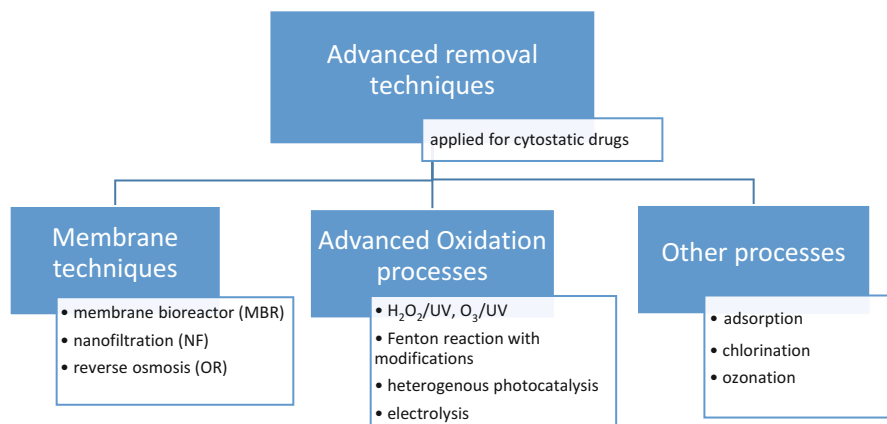 Advanced removal
techniques
applied for cytostatic drugs
Membrane
techniques
• membrane bioreactor (MBR)
• nanofiltration (NF)
• reverse osmosis (OR)
Advanced Oxidation
processes
• H₂O₂/UV, O₃/UV
• Fenton reaction with
modifications
• heterogenous photocatalysis
• electrolysis
Other processes
• adsorption
• chlorination
• ozonation